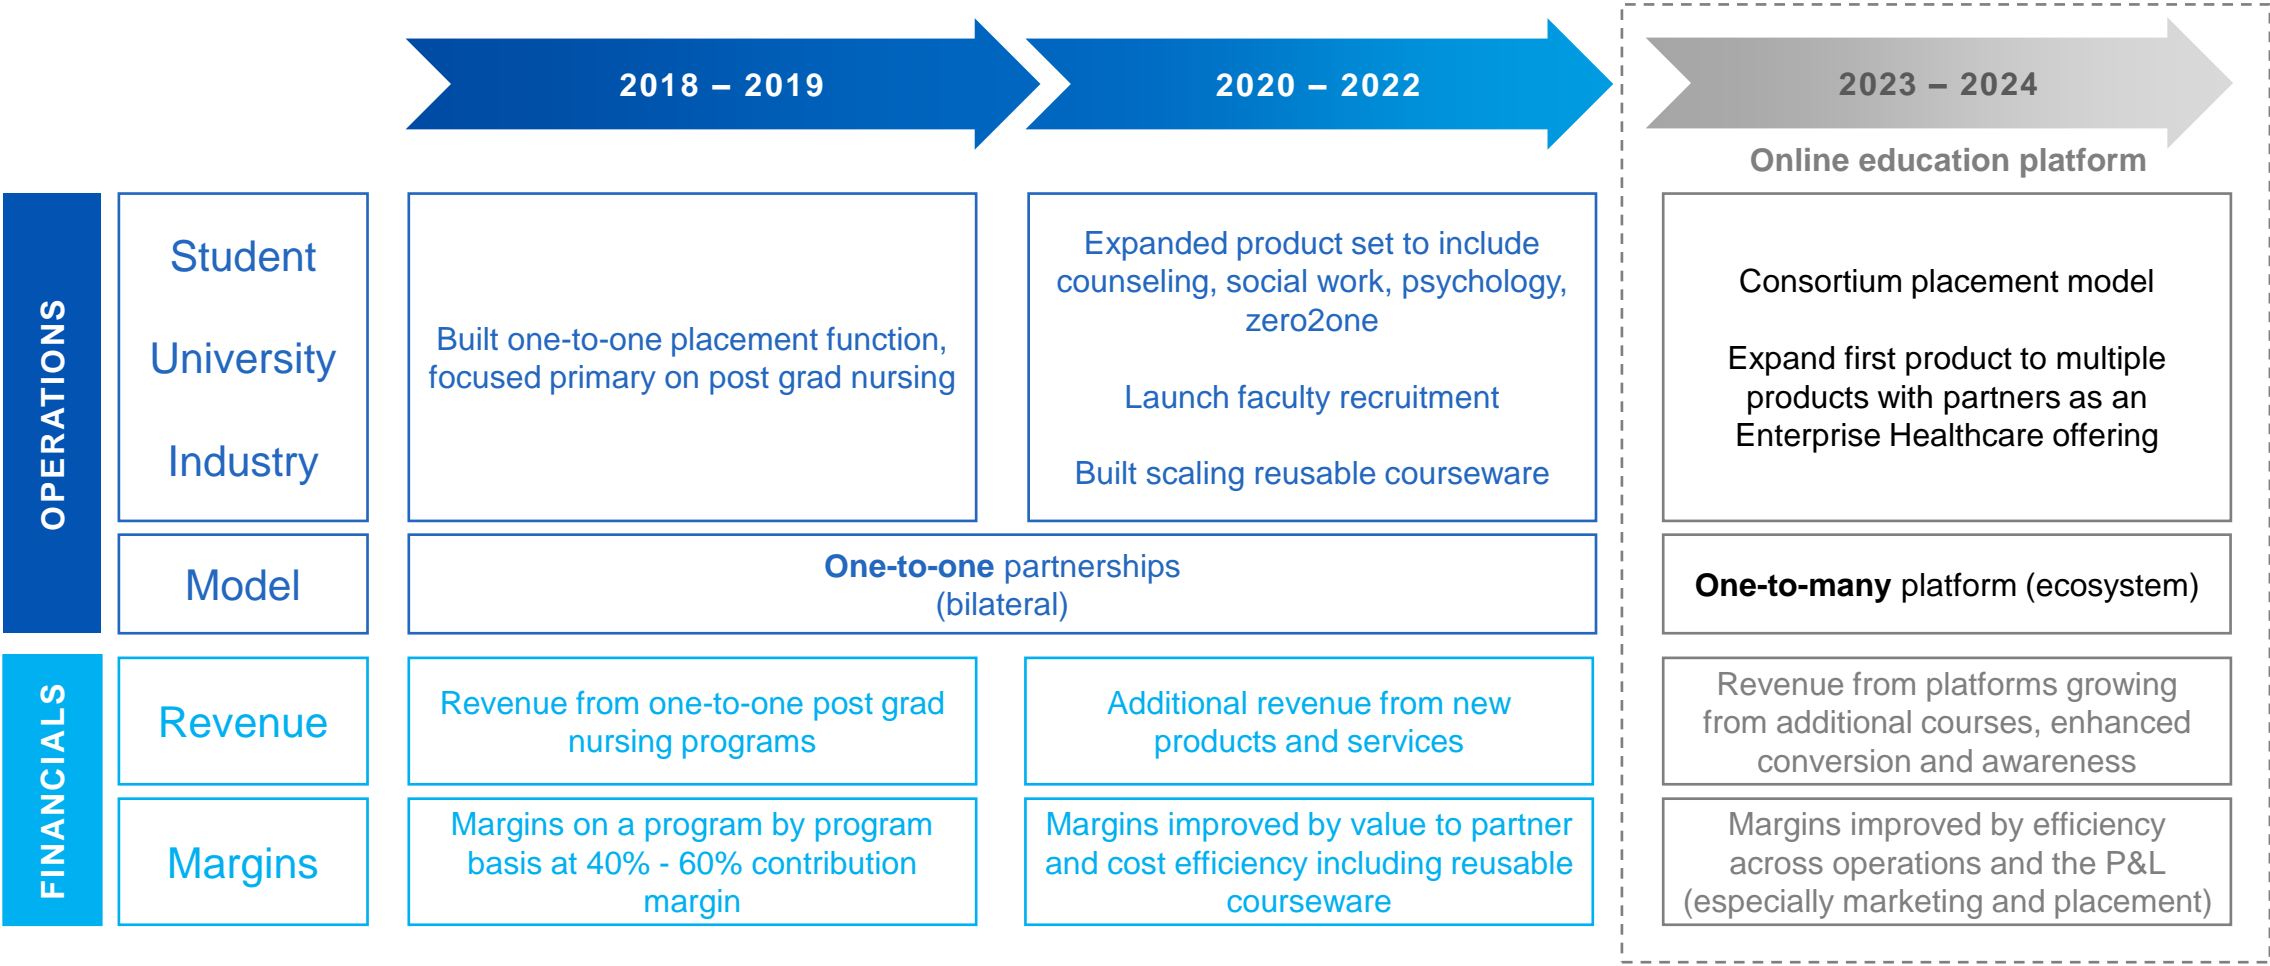 2018 – 2019
2020 – 2022
2023 – 2024
Online education platform
OPERATIONS
Student
University
Industry
Built one-to-one placement function,
focused primary on post grad nursing
Expanded product set to include
counseling, social work, psychology,
zero2one
Launch faculty recruitment
Built scaling reusable courseware
Consortium placement model
Expand first product to multiple
products with partners as an
Enterprise Healthcare offering
Model
One-to-one partnerships
(bilateral)
One-to-many platform (ecosystem)
FINANCIALS
Revenue
Revenue from one-to-one post grad
nursing programs
Additional revenue from new
products and services
Revenue from platforms growing
from additional courses, enhanced
conversion and awareness
Margins
Margins on a program by program
basis at 40% - 60% contribution
margin
Margins improved by value to partner
and cost efficiency including reusable
courseware
Margins improved by efficiency
across operations and the P&L
(especially marketing and placement)